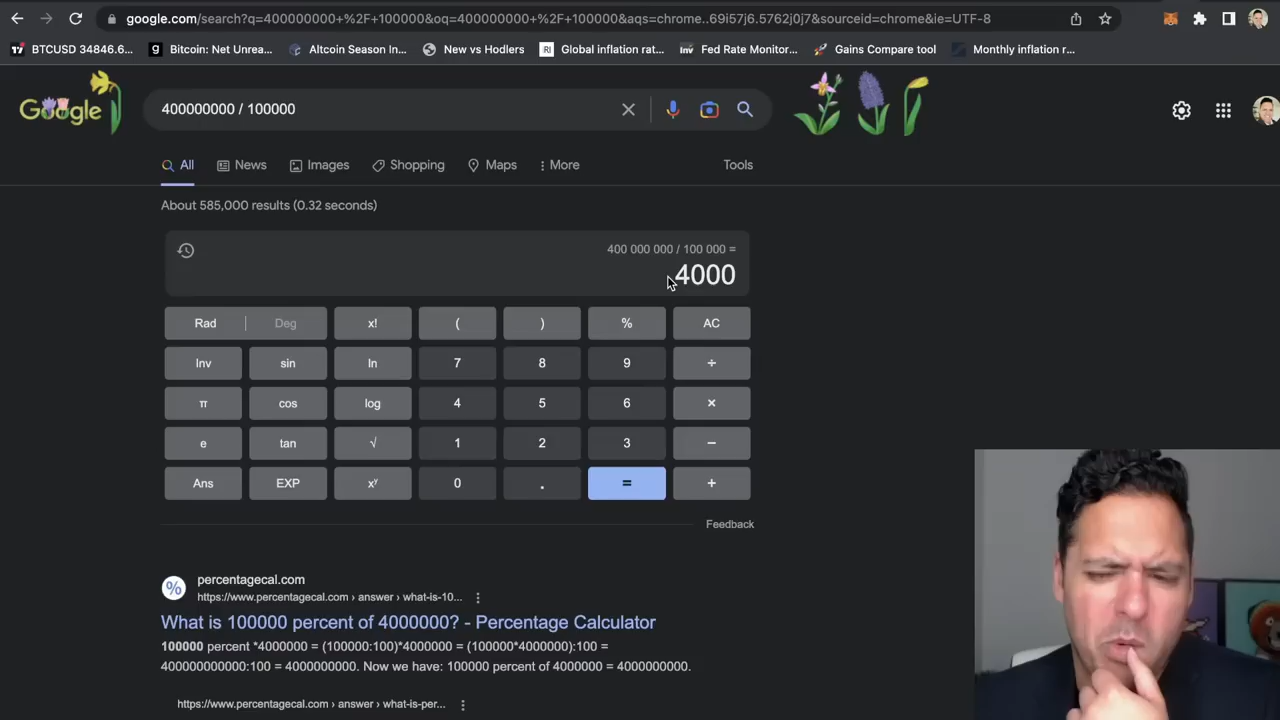 google.com/search?q=400000000+%2F+100000&oq=400000000+%2F+100000&aqs=chrome..69i57j6.5762j0j7&sourceid=chrome&ie=UTF-8
BTCUSD 34846.6... Bitcoin: Net Unrea... Altcoin Season In... New vs Hodlers Global inflation rat... Fed Rate Monitor... Gains Compare tool Monthly inflation r...
Google 400000000 / 100000
All News Images Shopping Maps More Tools
About 585,000 results (0.32 seconds)
400 000 000 / 100 000 =
4000
Rad Deg x! ( ) % AC
Inv sin ln 7 8 9 ÷
π cos log 4 5 6 ×
e tan √ 1 2 3 −
Ans EXP xʸ 0 . = +
Feedback
percentagecal.com
https://www.percentagecal.com › answer › what-is-10...
What is 100000 percent of 4000000? - Percentage Calculator
100000 percent *4000000 = (100000:100)*4000000 = (100000*4000000):100 =
400000000000:100 = 4000000000. Now we have: 100000 percent of 4000000 = 4000000000.
https://www.percentagecal.com › answer › what-is-per...